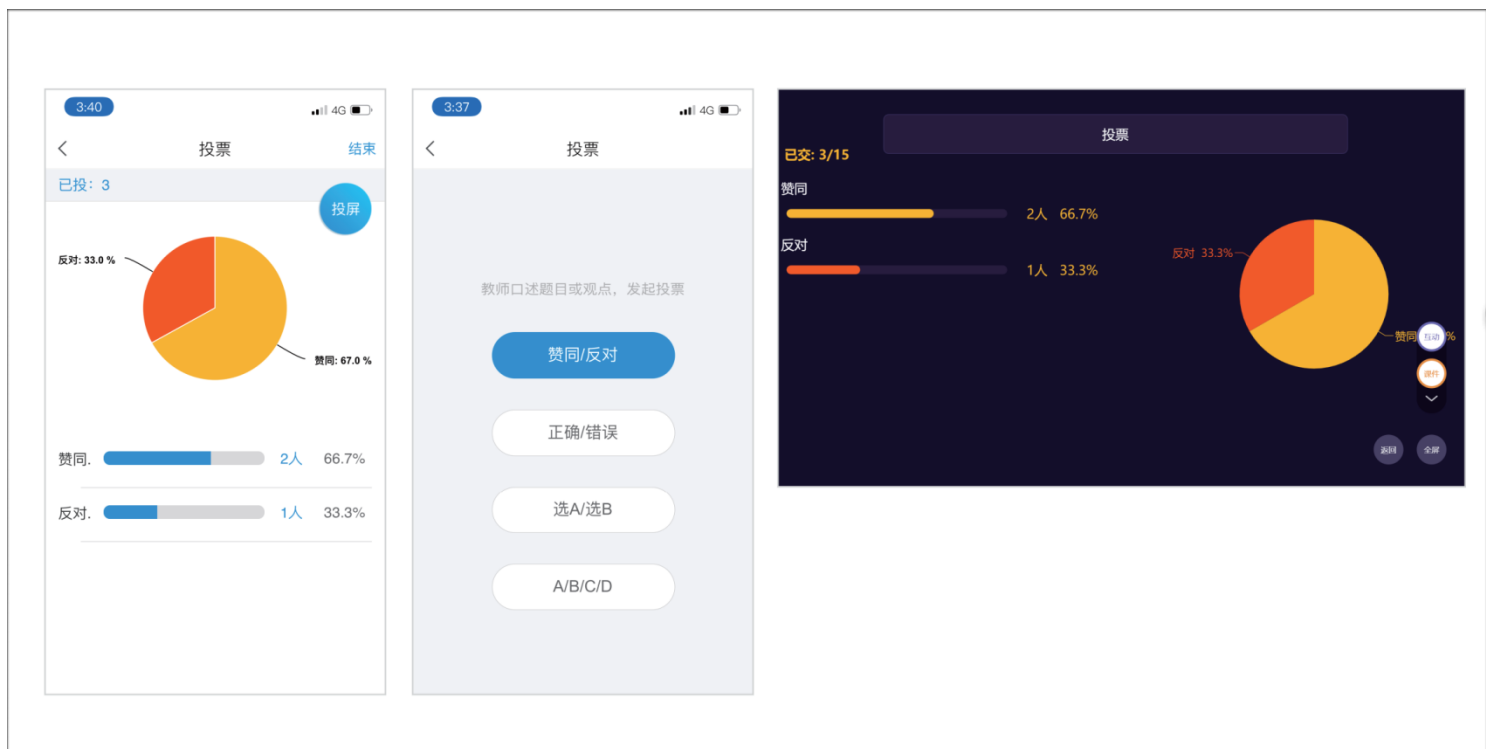 3:40
4G
投票
结束
已投：3
投屏
反对: 33.0 %
赞同: 67.0 %
赞同.
2人
66.7%
反对.
1人
33.3%
3:37
4G
投票
教师口述题目或观点，发起投票
赞同/反对
正确/错误
选A/选B
A/B/C/D
投票
已交: 3/15
赞同
2人 66.7%
反对
1人 33.3%
反对 33.3%
赞同
%
互动
课件
返回
全屏